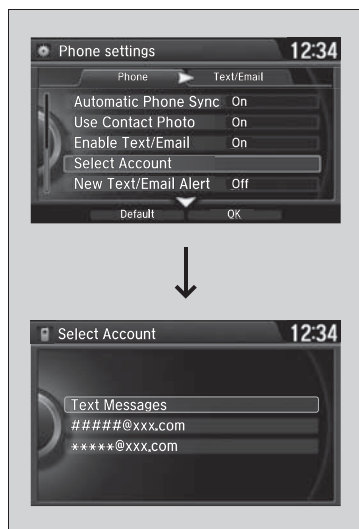 Phone settings 12:34
Phone Text/Email
Automatic Phone Sync On
Use Contact Photo On
Enable Text/Email On
Select Account
New Text/Email Alert Off
Default OK
Select Account 12:34
Text Messages
#####@xxx.com
*****@xxx.com